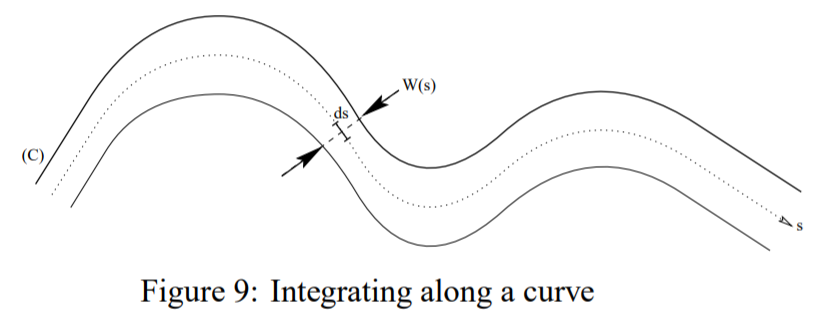 W(s)
ds
(C)
s
Figure 9: Integrating along a curve